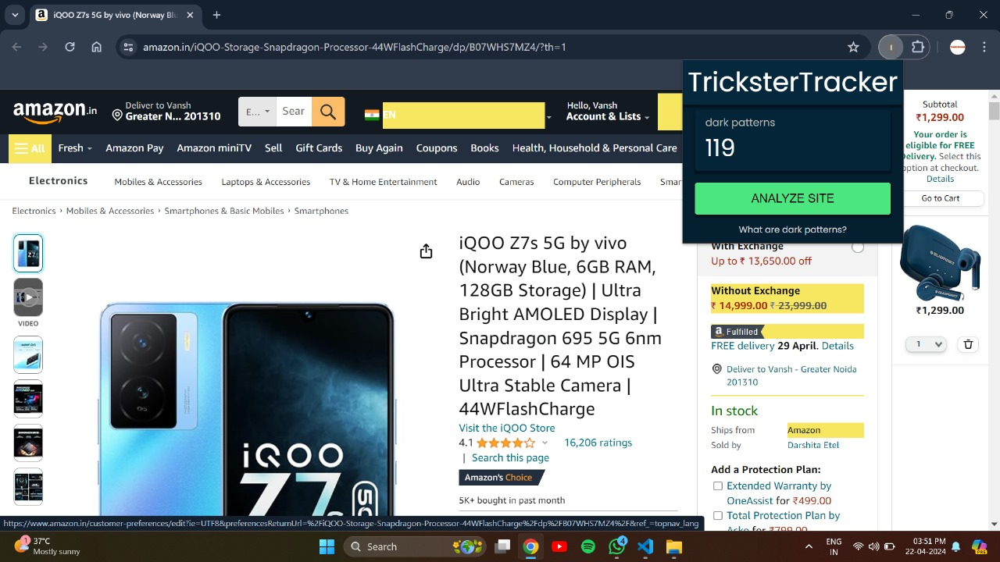 iQOO Z7s 5G by vivo (Norway Blu
amazon.in/iQOO-Storage-Snapdragon-Processor-44WFlashCharge/dp/B07WHS7MZ4/?th=1
I
TricksterTracker
dark patterns
119
ANALYZE SITE
What are dark patterns?
amazon.in
Deliver to Vansh
Greater N... 201310
E...
Sear
EN
Hello, Vansh
Account & Lists
All
Fresh
Amazon Pay
Amazon miniTV
Sell
Gift Cards
Buy Again
Coupons
Books
Health, Household & Personal Care
Electronics
Mobiles & Accessories
Laptops & Accessories
TV & Home Entertainment
Audio
Cameras
Computer Peripherals
Smar
Electronics › Mobiles & Accessories › Smartphones & Basic Mobiles › Smartphones
VIDEO
iQOO
Z7s
5G
iQOO Z7s 5G by vivo
(Norway Blue, 6GB RAM,
128GB Storage) | Ultra
Bright AMOLED Display |
Snapdragon 695 5G 6nm
Processor | 64 MP OIS
Ultra Stable Camera |
44WFlashCharge
Visit the iQOO Store
4.1
16,206 ratings
| Search this page
Amazon's Choice
5K+ bought in past month
With Exchange
Up to ₹ 13,650.00 off
Without Exchange
₹ 14,999.00 ₹ 23,999.00
a Fulfilled
FREE delivery 29 April. Details
Deliver to Vansh - Greater Noida
201310
In stock
Ships from Amazon
Sold by Darshita Etel
Add a Protection Plan:
Extended Warranty by
OneAssist for ₹499.00
Total Protection Plan by
Acko for ₹799.00
Subtotal
₹1,299.00
Your order is
eligible for FREE
Delivery. Select this
option at checkout.
Details
Go to Cart
BLAUPUNKT
₹1,299.00
1
https://www.amazon.in/customer-preferences/edit?ie=UTF8&preferencesReturnUrl=%2FiQOO-Storage-Snapdragon-Processor-44WFlashCharge%2Fdp%2FB07WHS7MZ4%2F&ref_=topnav_lang
1
37°C
Mostly sunny
Search
4
ENG
IN
03:51 PM
22-04-2024
PRE